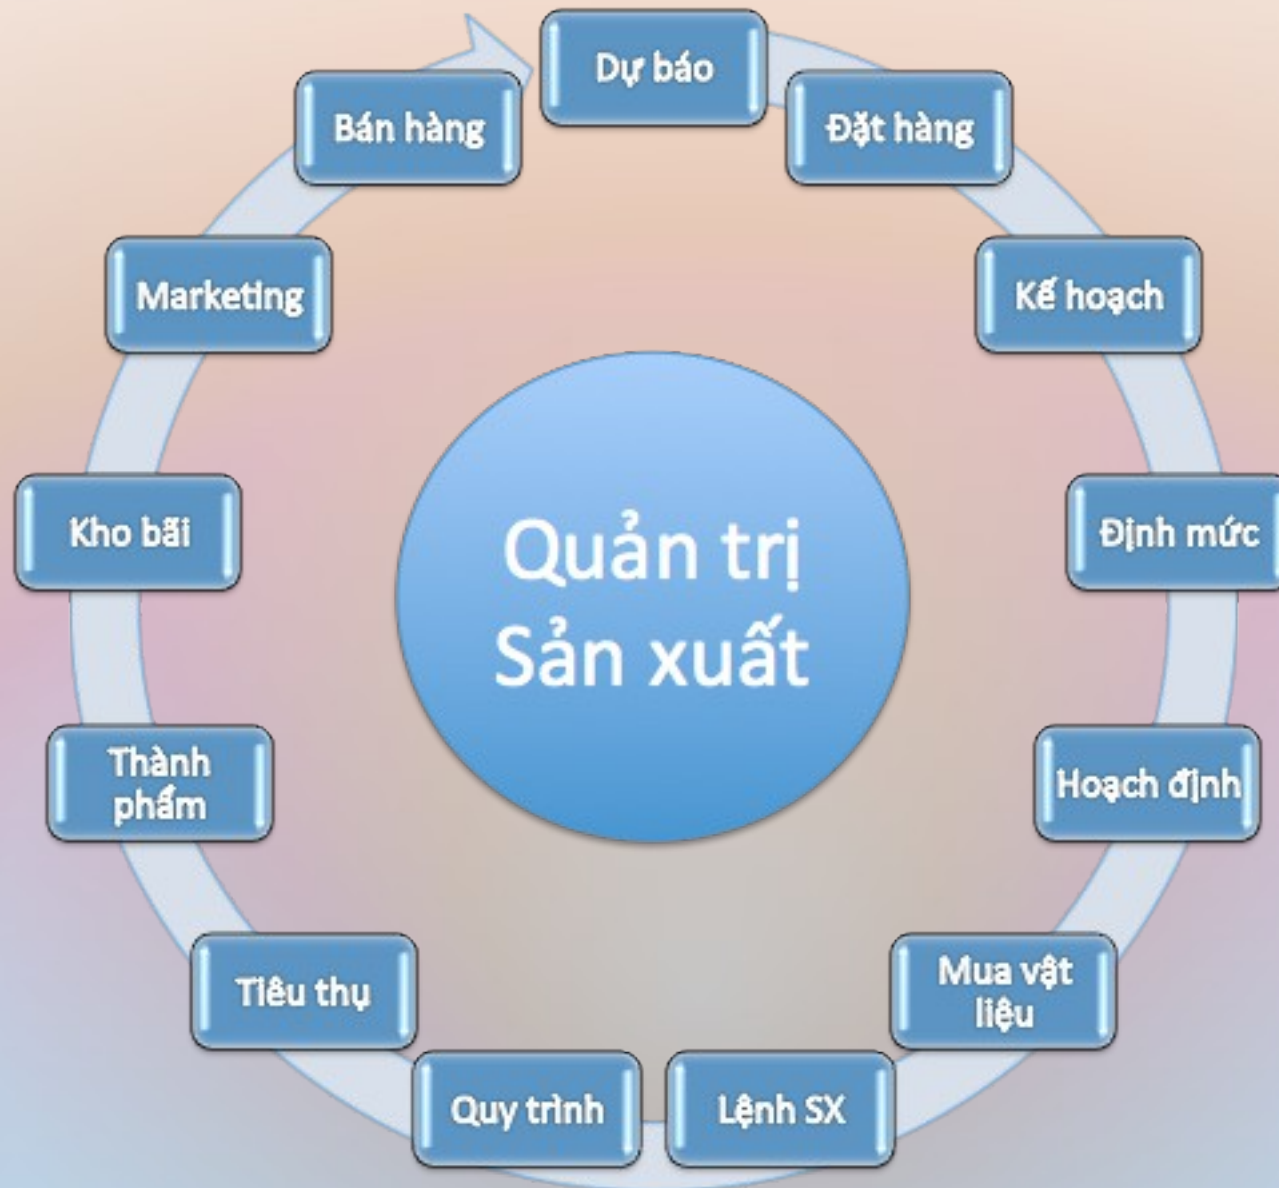 Dự báo
Đặt hàng
Kế hoạch
Định mức
Hoạch định
Mua vật
liệu
Lệnh SX
Quy trình
Tiêu thụ
Thành
phẩm
Kho bãi
Marketing
Bán hàng
Quản trị
Sản xuất